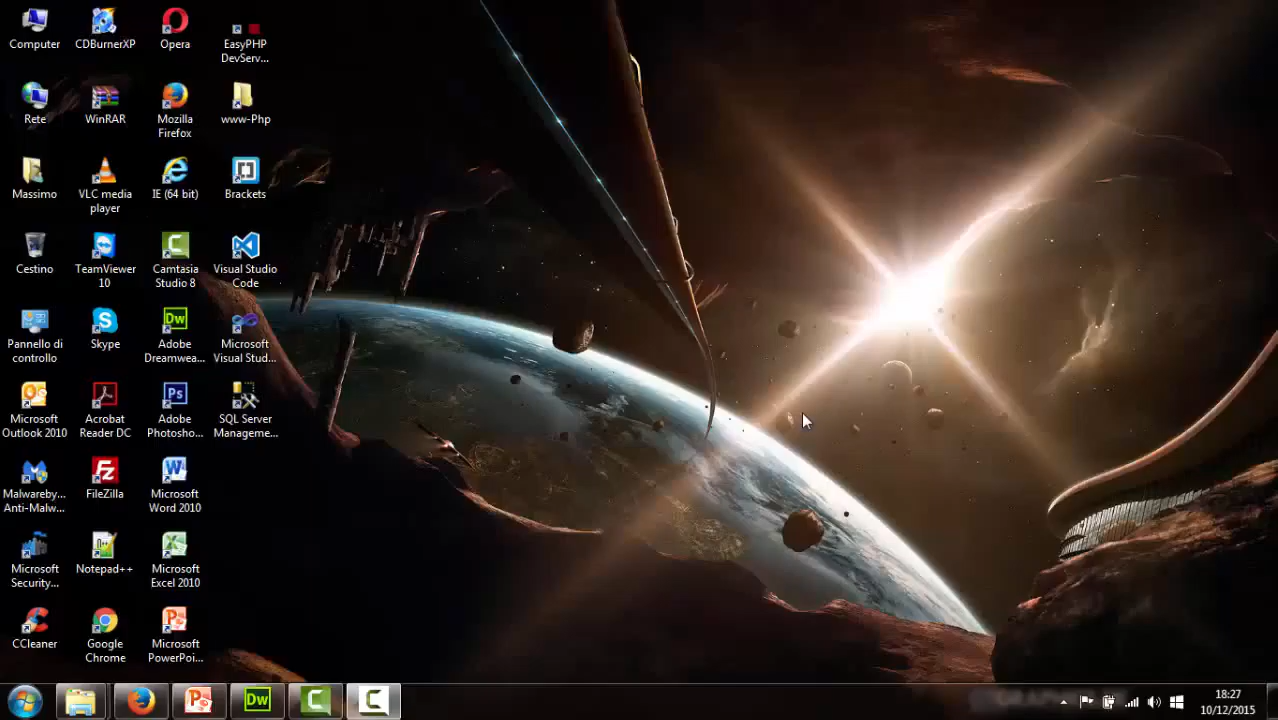 Computer
CDBurnerXP
Opera
EasyPHP
DevServ...
Rete
WinRAR
Mozilla
Firefox
www-Php
Massimo
VLC media
player
IE (64 bit)
Brackets
Cestino
TeamViewer
10
Camtasia
Studio 8
Visual Studio
Code
Pannello di
controllo
Skype
Adobe
Dreamwea...
Microsoft
Visual Stud...
Microsoft
Outlook 2010
Acrobat
Reader DC
Adobe
Photosho...
SQL Server
Manageme...
Malwareby...
Anti-Malw...
FileZilla
Microsoft
Word 2010
Microsoft
Security...
Notepad++
Microsoft
Excel 2010
CCleaner
Google
Chrome
Microsoft
PowerPoi...
18:27
10/12/2015